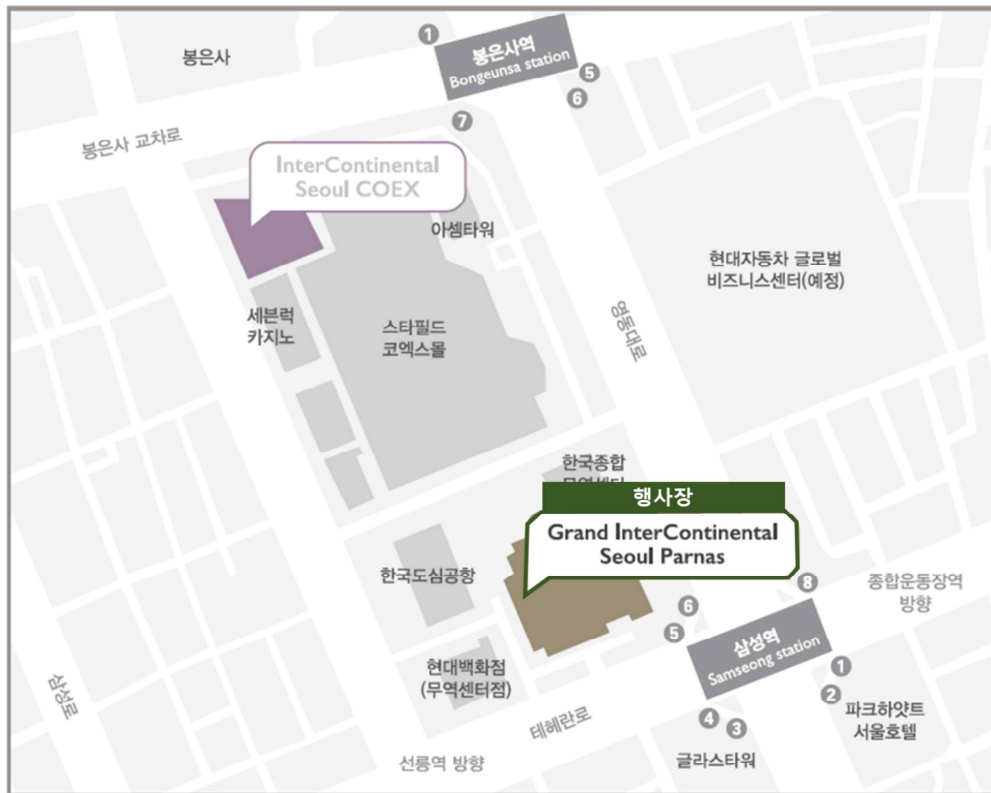 봉은사
1
봉은사역
Bongeunsa station
5
6
7
봉은사 교차로
InterContinental
Seoul COEX
아셈타워
현대자동차 글로벌
비즈니스센터(예정)
세븐럭
카지노
스타필드
코엑스몰
영동대로
한국종합
무역센터
행사장
Grand InterContinental
Seoul Parnas
한국도심공항
8
종합운동장역
방향
6
5
삼성역
Samseong station
1
2
현대백화점
(무역센터점)
삼성로
테헤란로
4
3
파크하얏트
서울호텔
선릉역 방향
글라스타워